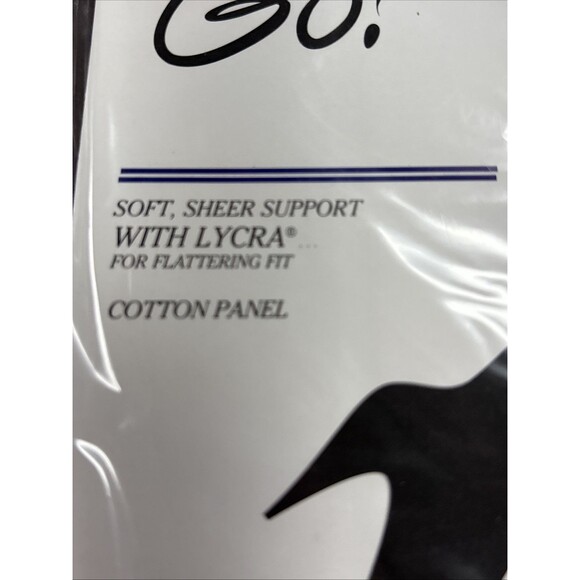 Go!
SOFT, SHEER SUPPORT
WITH LYCRA®...
FOR FLATTERING FIT
COTTON PANEL